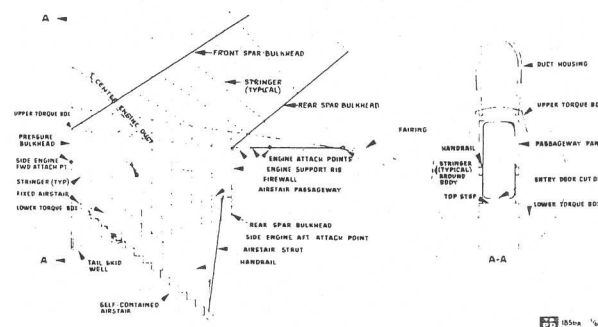 A
FRONT SPAR BULKHEAD
STRINGER
(TYPICAL)
℄ CENTER ENGINE DUCT
REAR SPAR BULKHEAD
UPPER TORQUE BOX
PRESSURE
BULKHEAD
SIDE ENGINE
FWD ATTACH PT.
STRINGER (TYP)
FIXED AIRSTAIR
LOWER TORQUE BOX
FAIRING
ENGINE ATTACH POINTS
ENGINE SUPPORT RIB
FIREWALL
AIRSTAIR PASSAGEWAY
REAR SPAR BULKHEAD
SIDE ENGINE AFT ATTACH POINT
AIRSTAIR STRUT
HANDRAIL
A
TAIL SKID
WELL
SELF-CONTAINED
AIRSTAIR
DUCT HOUSING
UPPER TORQUE BO
HANDRAIL
STRINGER
(TYPICAL)
AROUND
BODY
TOP STEP
PASSAGEWAY PAN
ENTRY DOOR CUT O
LOWER TORQUE BO
A-A